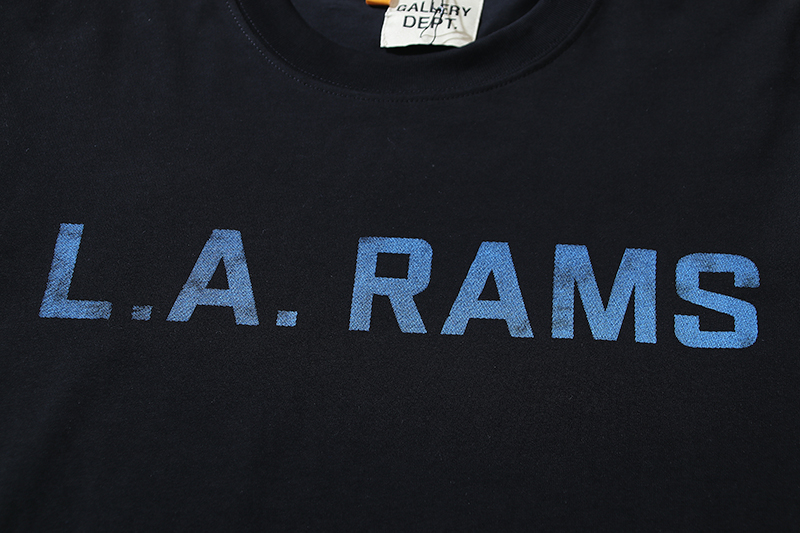 GALLERY
DEPT.
L.A. RAMS